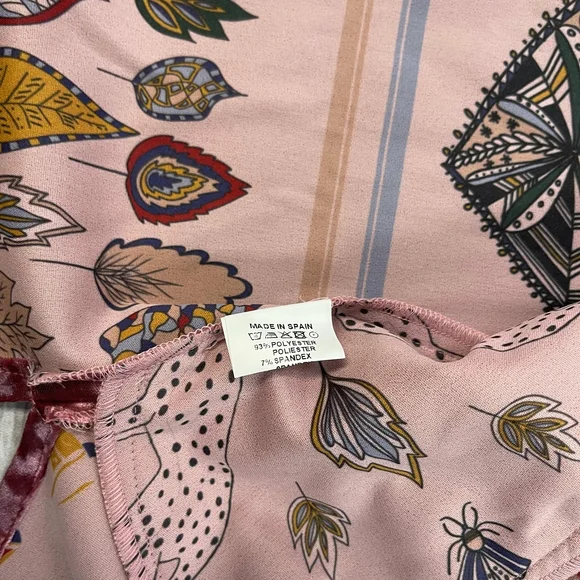 MADE IN SPAIN
93% POLYESTER
POLIESTER
7% SPANDEX